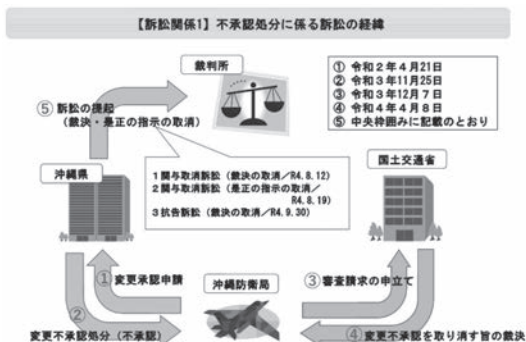 【訴訟関係1】不承認処分に係る訴訟の経緯
裁判所
① 令和2年4月21日
② 令和3年11月25日
③ 令和3年12月7日
④ 令和4年4月8日
⑤ 中央枠囲みに記載のとおり
⑤ 訴訟の提起
(裁決・是正の指示の取消)
1関与取消訴訟(裁決の取消/R4.8.12)
2関与取消訴訟(是正の指示の取消/
R4.8.19)
3抗告訴訟(裁決の取消/R4.9.30)
沖縄県
国土交通省
①変更承認申請
沖縄防衛局
③審査請求の申立て
②
変更不承認処分(不承認)
④変更不承認を取り消す旨の裁決